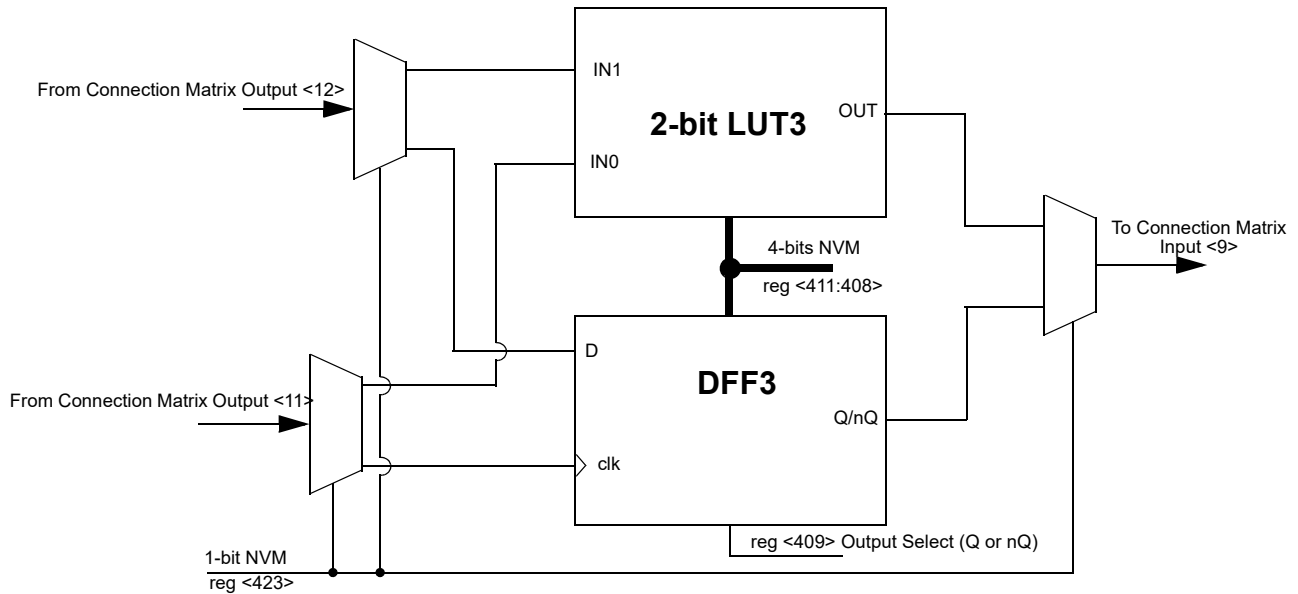 From Connection Matrix Output <12>
IN1
2-bit LUT3
OUT
IN0
To Connection Matrix
Input <9>
4-bits NVM
reg <411:408>
D
DFF3
From Connection Matrix Output <11>
Q/nQ
clk
reg <409> Output Select (Q or nQ)
1-bit NVM
reg <423>